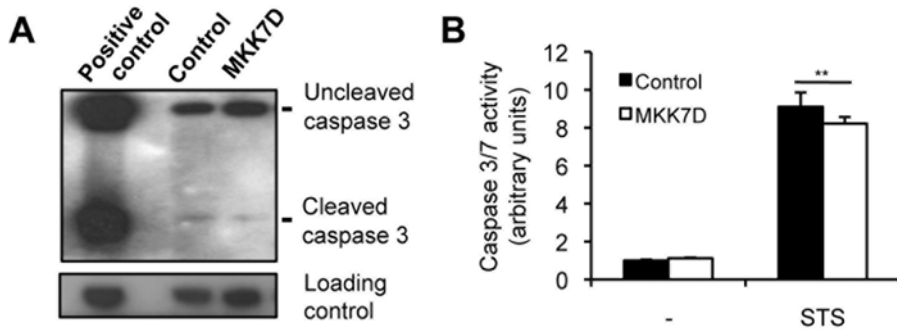 A
Positive
control
Control
MKK7D
Uncleaved
caspase 3
Cleaved
caspase 3
Loading
control
B
Caspase 3/7 activity
(arbitrary units)
14
12
10
8
6
4
2
0
Control
MKK7D
**
-
STS